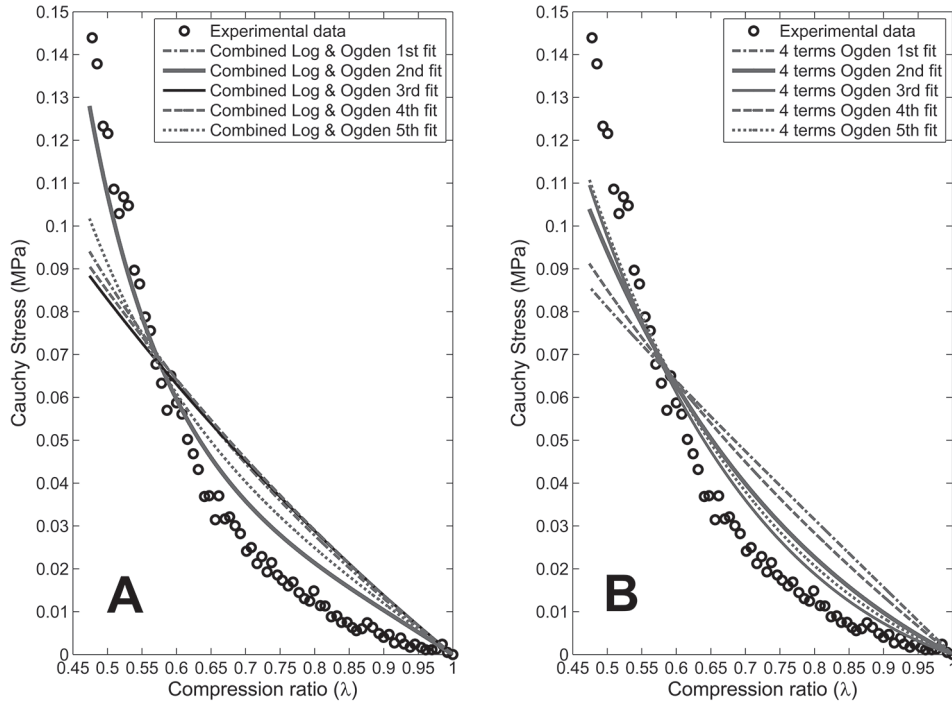 0.15
0.14
0.13
0.12
0.11
0.1
0.09
0.08
0.07
0.06
0.05
0.04
0.03
0.02
0.01
0
Cauchy Stress (MPa)
Experimental data
Combined Log & Ogden 1st fit
Combined Log & Ogden 2nd fit
Combined Log & Ogden 3rd fit
Combined Log & Ogden 4th fit
Combined Log & Ogden 5th fit
A
0.45 0.5 0.55 0.6 0.65 0.7 0.75 0.8 0.85 0.9 0.95 1
Compression ratio (λ)
0.15
0.14
0.13
0.12
0.11
0.1
0.09
0.08
0.07
0.06
0.05
0.04
0.03
0.02
0.01
0
Cauchy Stress (MPa)
Experimental data
4 terms Ogden 1st fit
4 terms Ogden 2nd fit
4 terms Ogden 3rd fit
4 terms Ogden 4th fit
4 terms Ogden 5th fit
B
0.45 0.5 0.55 0.6 0.65 0.7 0.75 0.8 0.85 0.9 0.95
Compression ratio (λ)